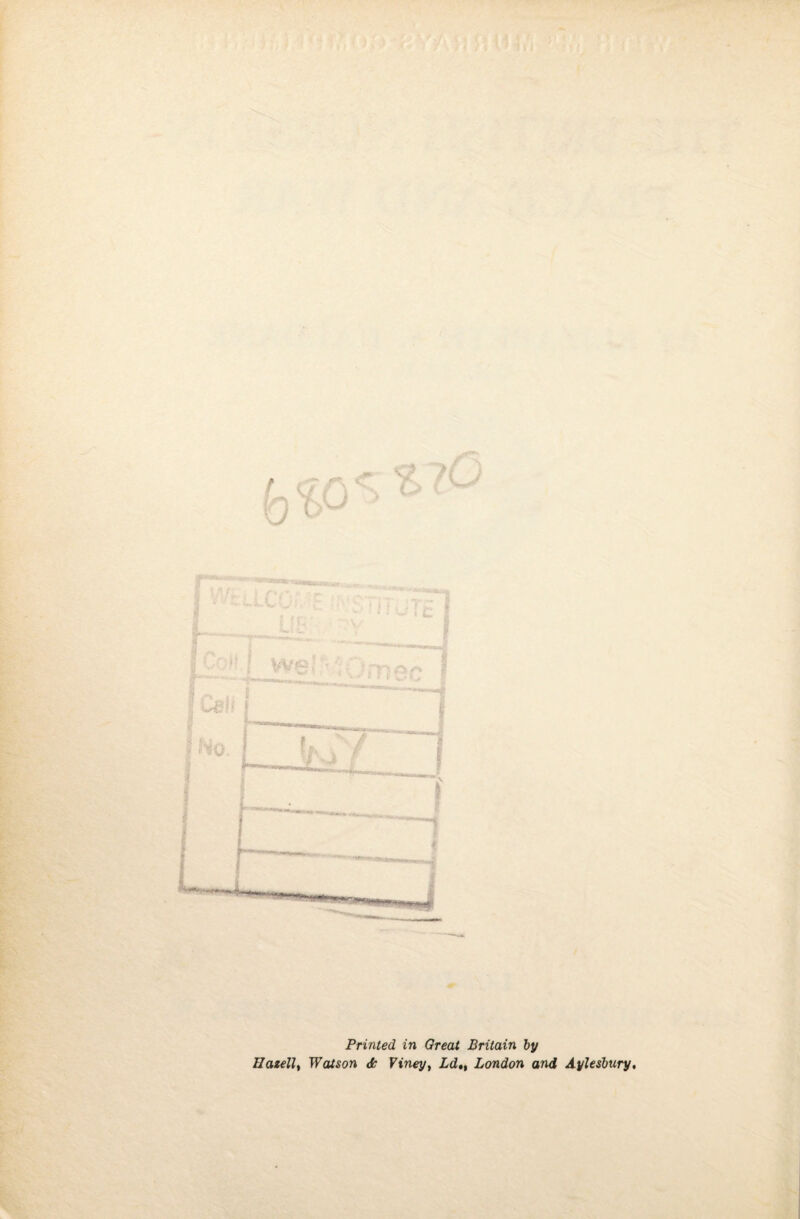 6805870
WELLCOME INSTITUTE
LIBRARY
Coll. welMOmec
Call
No. WY
Printed in Great Britain by
Hazell, Watson & Viney, Ld., London and Aylesbury.